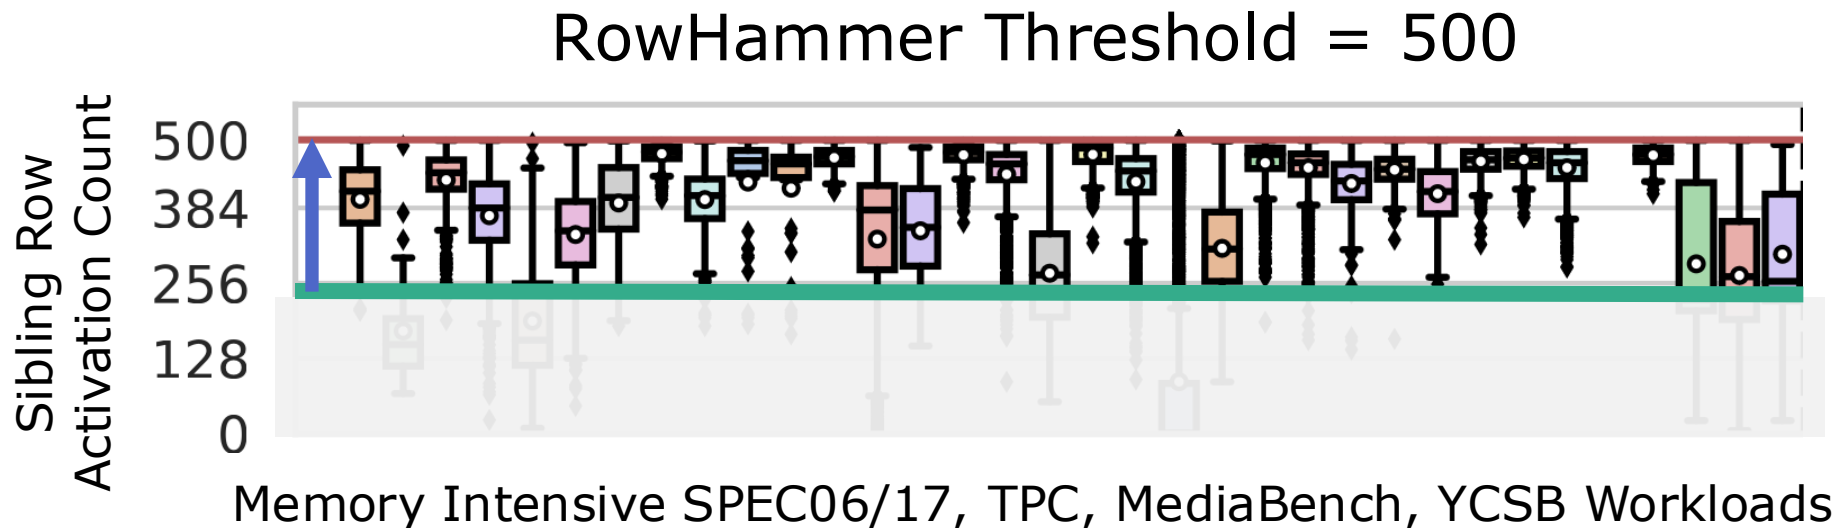 RowHammer Threshold = 500
Sibling Row
Activation Count
500
384
256
128
0
Memory Intensive SPEC06/17, TPC, MediaBench, YCSB Workloads